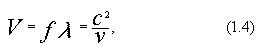 V = fλ = c²/v, (1.4)